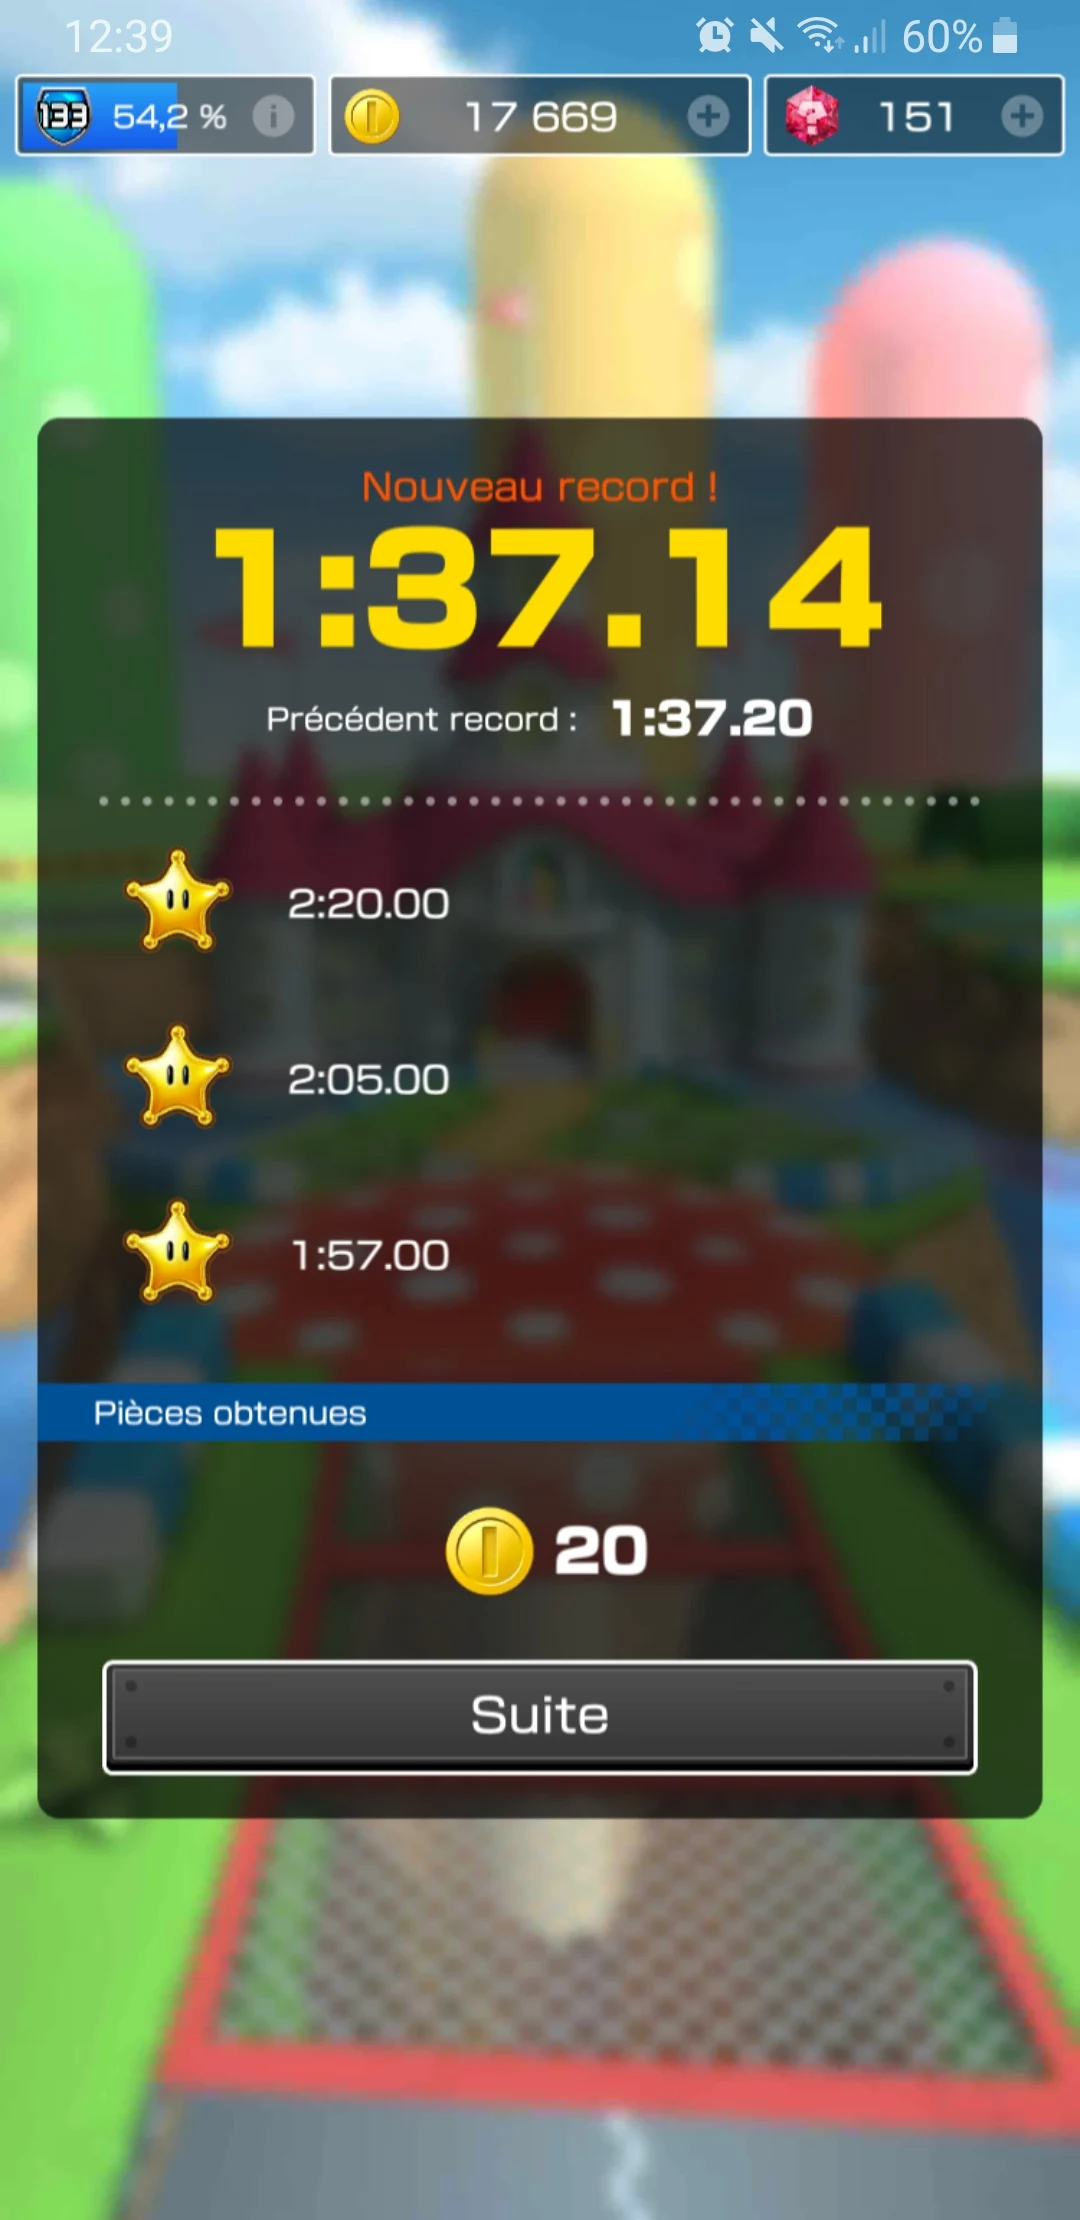 12:39 60%
133 54,2 % i 17 669 151
Nouveau record !
1:37.14
Précédent record : 1:37.20
2:20.00
2:05.00
1:57.00
Pièces obtenues
20
Suite